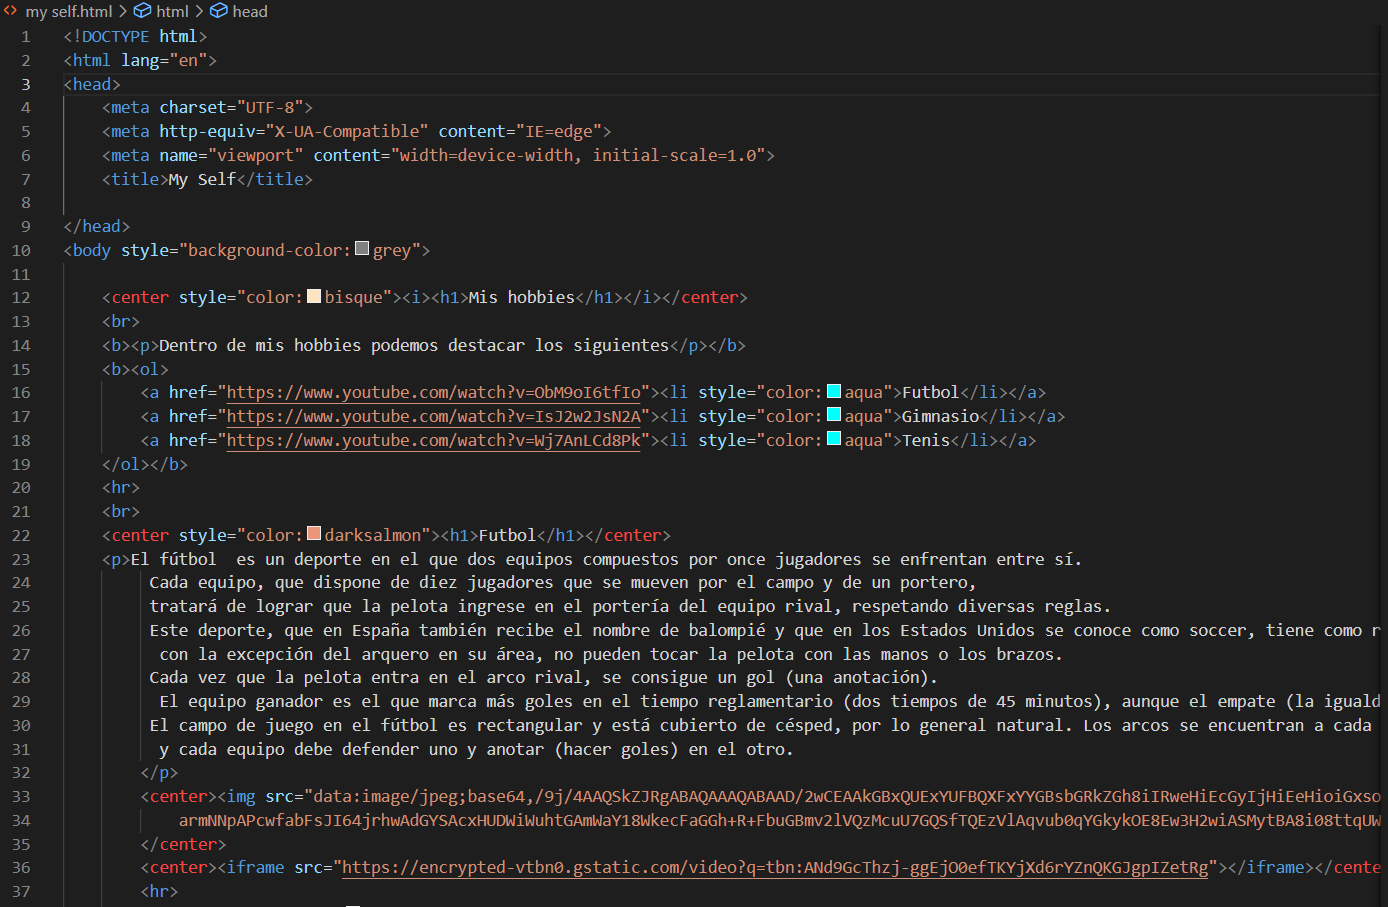 my self.html > html > head
1 <!DOCTYPE html>
2 <html lang="en">
3 <head>
4 <meta charset="UTF-8">
5 <meta http-equiv="X-UA-Compatible" content="IE=edge">
6 <meta name="viewport" content="width=device-width, initial-scale=1.0">
7 <title>My Self</title>
8
9 </head>
10 <body style="background-color: grey">
11
12 <center style="color: bisque"><i><h1>Mis hobbies</h1></i></center>
13 <br>
14 <b><p>Dentro de mis hobbies podemos destacar los siguientes</p></b>
15 <b><ol>
16 <a href="https://www.youtube.com/watch?v=ObM9oI6tfIo"><li style="color: aqua">Futbol</li></a>
17 <a href="https://www.youtube.com/watch?v=IsJ2w2JsN2A"><li style="color: aqua">Gimnasio</li></a>
18 <a href="https://www.youtube.com/watch?v=Wj7AnLCd8Pk"><li style="color: aqua">Tenis</li></a>
19 </ol></b>
20 <hr>
21 <br>
22 <center style="color: darksalmon"><h1>Futbol</h1></center>
23 <p>El fútbol  es un deporte en el que dos equipos compuestos por once jugadores se enfrentan entre sí.
24 Cada equipo, que dispone de diez jugadores que se mueven por el campo y de un portero,
25 tratará de lograr que la pelota ingrese en el portería del equipo rival, respetando diversas reglas.
26 Este deporte, que en España también recibe el nombre de balompié y que en los Estados Unidos se conoce como soccer, tiene como r
27 con la excepción del arquero en su área, no pueden tocar la pelota con las manos o los brazos.
28 Cada vez que la pelota entra en el arco rival, se consigue un gol (una anotación).
29 El equipo ganador es el que marca más goles en el tiempo reglamentario (dos tiempos de 45 minutos), aunque el empate (la iguald
30 El campo de juego en el fútbol es rectangular y está cubierto de césped, por lo general natural. Los arcos se encuentran a cada
31 y cada equipo debe defender uno y anotar (hacer goles) en el otro.
32 </p>
33 <center><img src="data:image/jpeg;base64,/9j/4AAQSkZJRgABAQAAAQABAAD/2wCEAAkGBxQUExYUFBQXFxYYGBsbGRkZGh8iIRweHiEcGyIjHiEeHioiGxso
34 armNNpAPcwfabFsJI64jrhwAdGYSAcxHUDWiWuhtGAmWaY18WkecFaGGh+R+FbuGBmv2lVQzMcuU7GQSfTQEzVlAqvub0qYGkykOE8Ew3H2wiASMytBA8i08ttqUW
35 </center>
36 <center><iframe src="https://encrypted-vtbn0.gstatic.com/video?q=tbn:ANd9GcThzj-ggEjO0efTKYjXd6rYZnQKGJgpIZetRg"></iframe></cente
37 <hr>